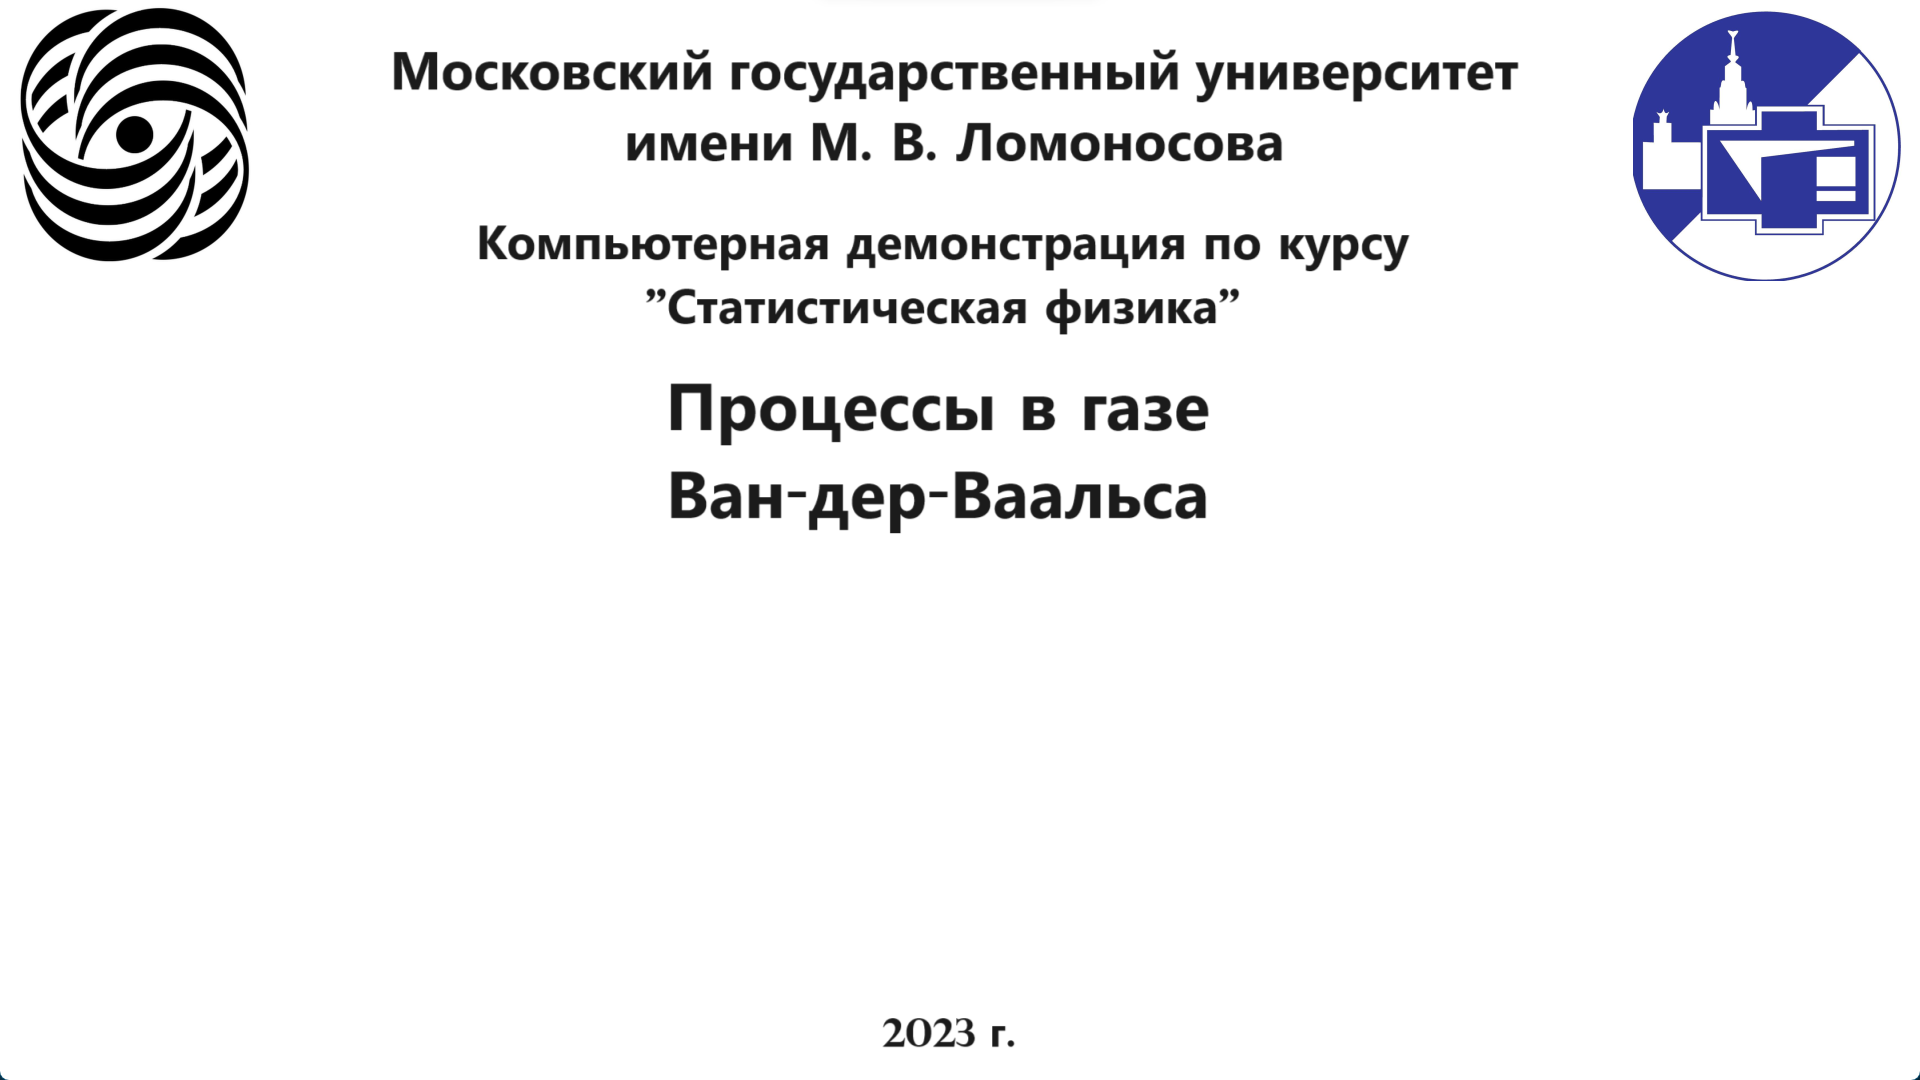 Московский государственный университет
имени М. В. Ломоносова
Компьютерная демонстрация по курсу
”Статистическая физика”
Процессы в газе
Ван-дер-Ваальса
2023 г.